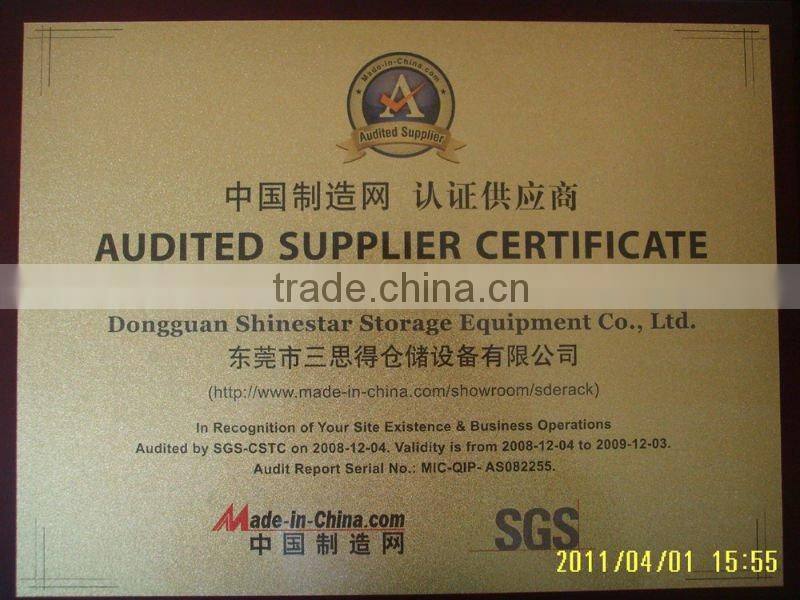 Made-in-China.com
A
Audited Supplier
中国制造网 认证供应商
AUDITED SUPPLIER CERTIFICATE
trade.china.cn
Dongguan Shinestar Storage Equipment Co., Ltd.
东莞市三思得仓储设备有限公司
(http://www.made-in-china.com/showroom/sderack)
In Recognition of Your Site Existence & Business Operations
Audited by SGS-CSTC on 2008-12-04. Validity is from 2008-12-04 to 2009-12-03.
Audit Report Serial No.: MIC-QIP- AS082255.
Made-in-China.com
中国制造网
SGS
2011/04/01 15:55